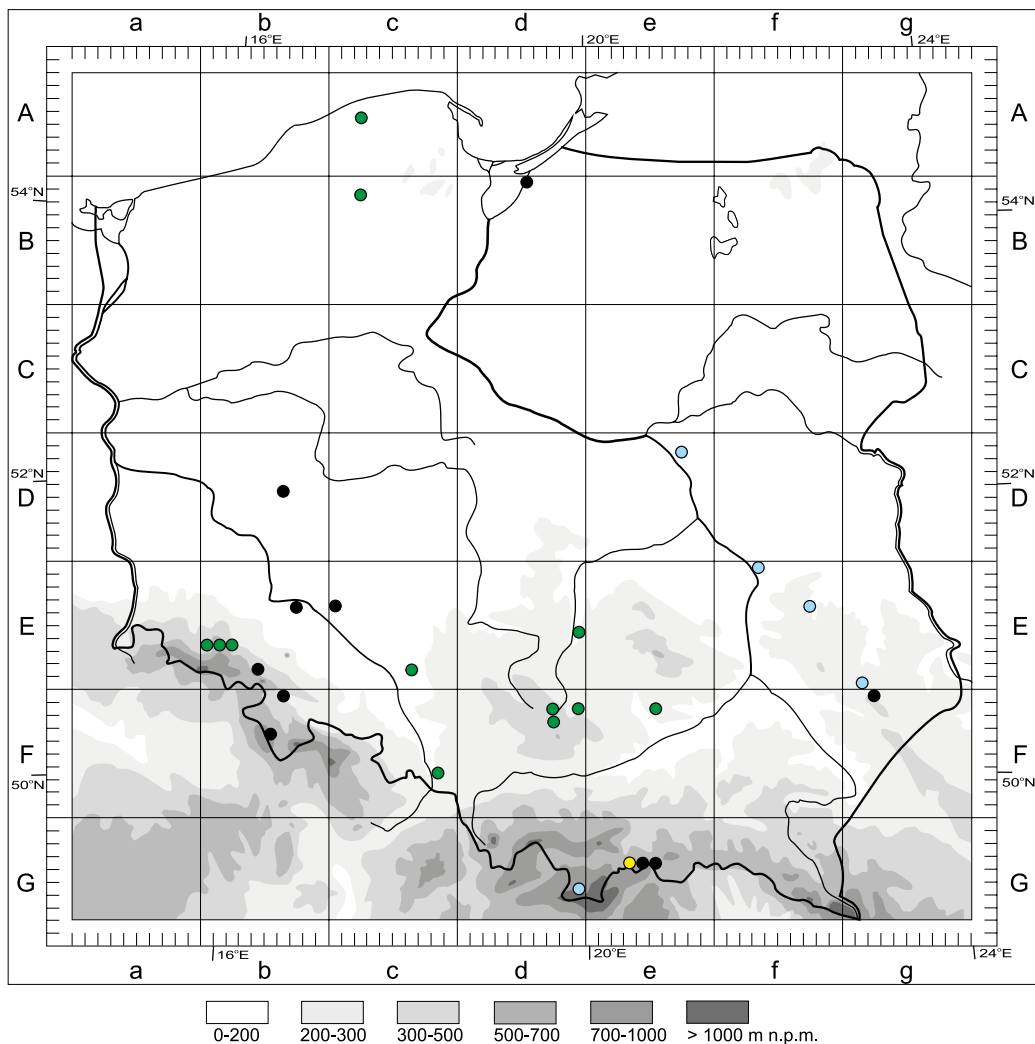 a b c d e f g
16°E 20°E 24°E
A A
54°N 54°N
B B
C C
52°N 52°N
D D
E E
F F
50°N 50°N
G G
16°E 20°E 24°E
a b c d e f g
0-200 200-300 300-500 500-700 700-1000 > 1000 m n.p.m.